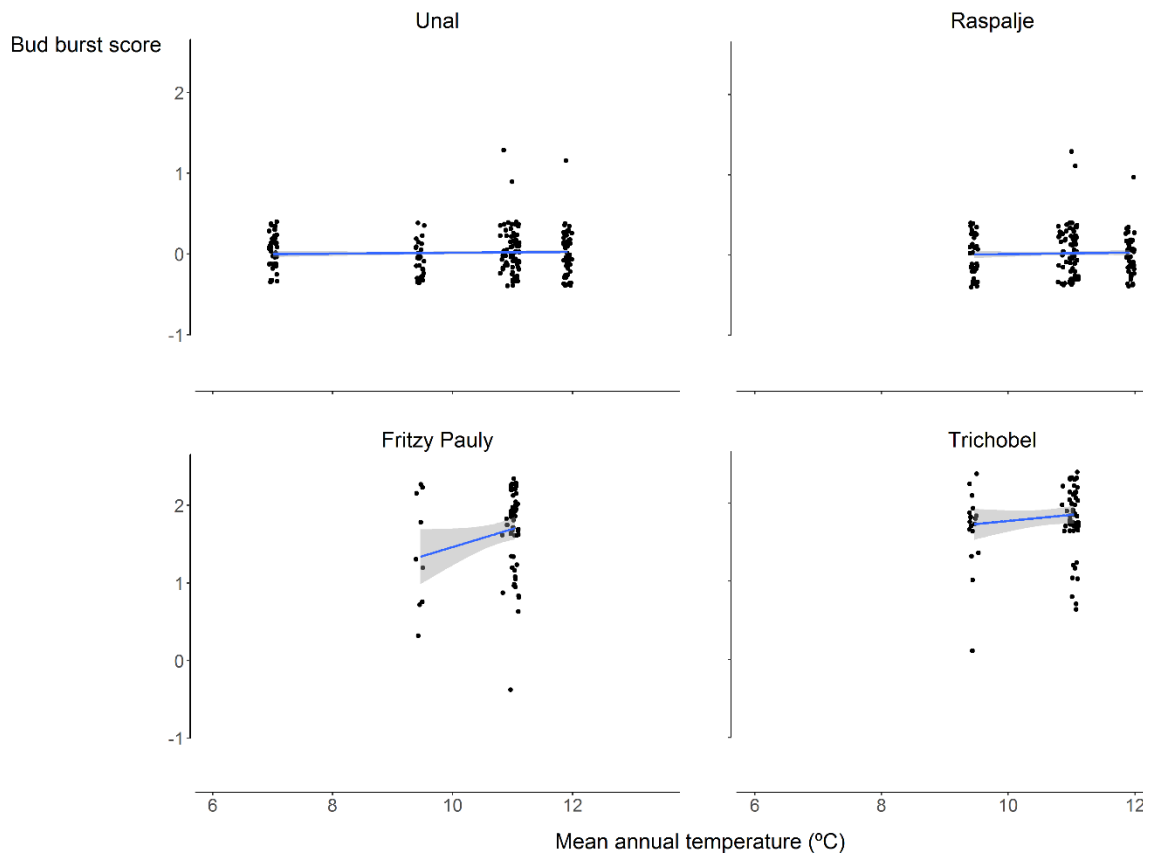 Unal
Raspalje
Bud burst score
2
1
0
-1
Fritzy Pauly
Trichobel
2
1
0
-1
6 8 10 12
6 8 10 12
Mean annual temperature (ºC)